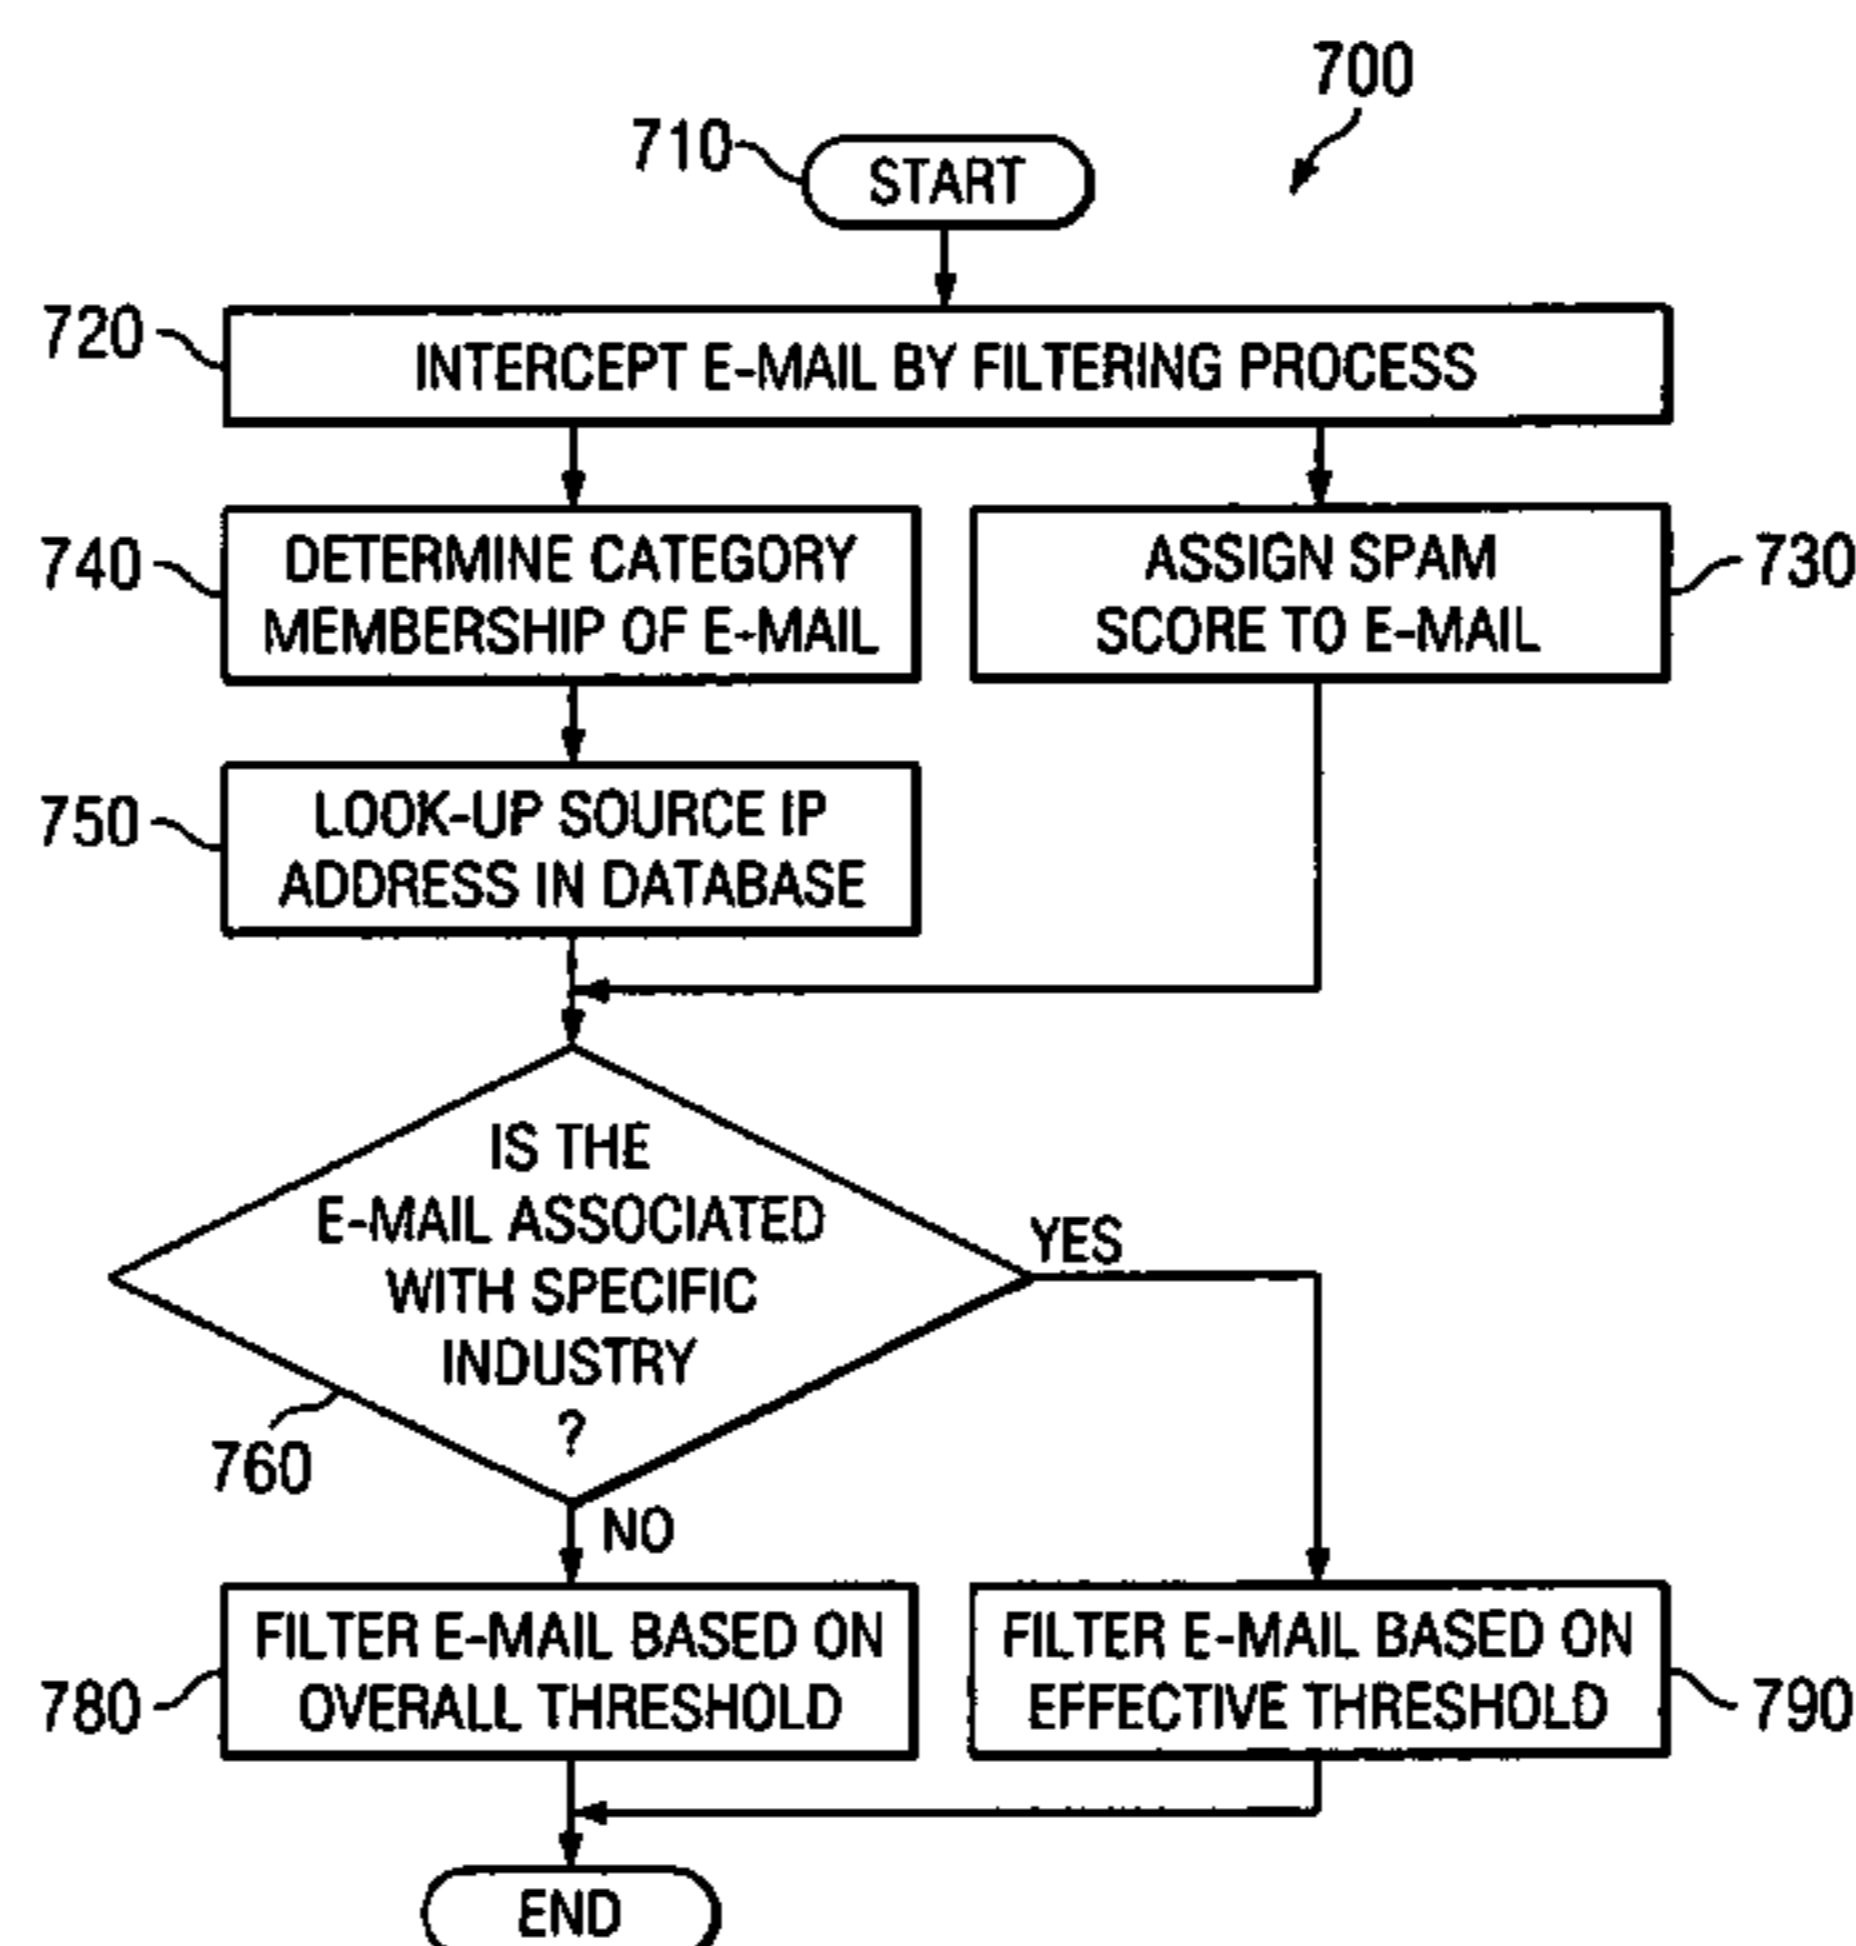 700
710
START
720
INTERCEPT E-MAIL BY FILTERING PROCESS
740
DETERMINE CATEGORY
MEMBERSHIP OF E-MAIL
ASSIGN SPAM
SCORE TO E-MAIL
730
750
LOOK-UP SOURCE IP
ADDRESS IN DATABASE
IS THE
E-MAIL ASSOCIATED
WITH SPECIFIC
INDUSTRY
?
YES
760
NO
780
FILTER E-MAIL BASED ON
OVERALL THRESHOLD
FILTER E-MAIL BASED ON
EFFECTIVE THRESHOLD
790
END